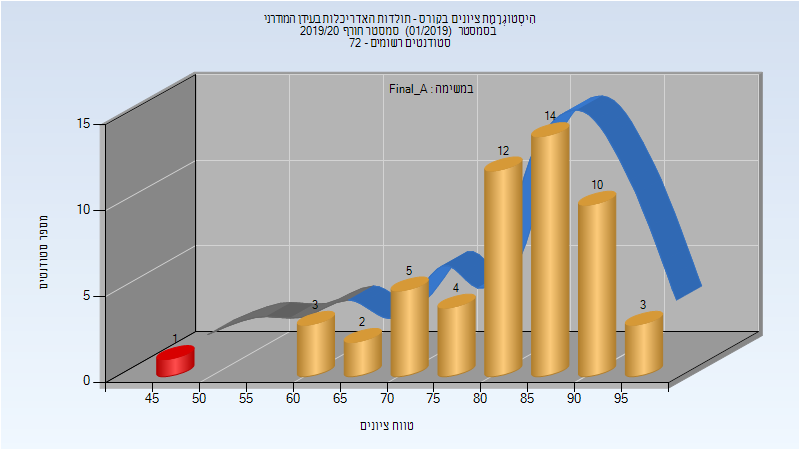 הִיסְטוֹגְרָמַת ציונים בקורס - תולדות האדריכלות בעידן המודרני
בסמסטר (01/2019) סמסטר חורף 2019/20
סטודנטים רשומים - 72
במשימה : Final_A
מספר סטודנטים
15
10
5
0
1
3
2
5
4
12
14
10
3
45 50 55 60 65 70 75 80 85 90 95
טווח ציונים